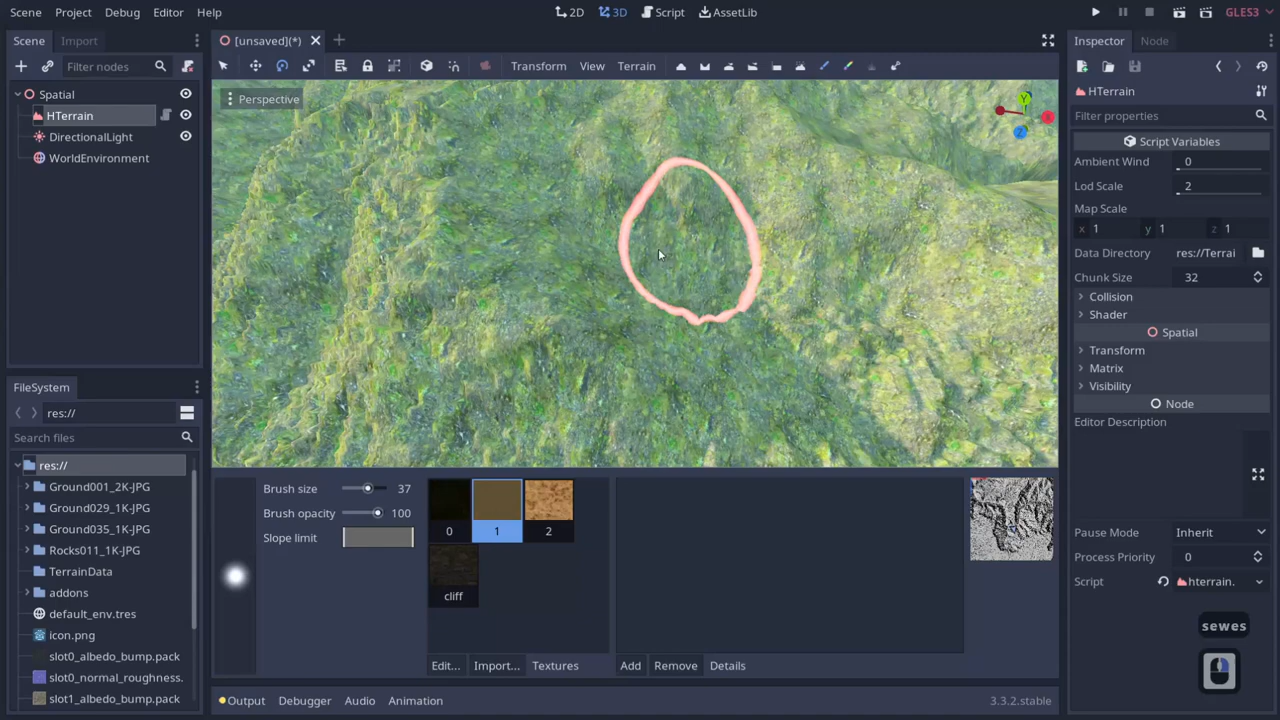 Scene Project Debug Editor Help
2D 3D Script AssetLib
GLES3
Scene Import
[unsaved](*)
Inspector Node
Filter nodes
Transform View Terrain
Spatial
HTerrain
DirectionalLight
WorldEnvironment
Perspective
Y
X
Z
HTerrain
Filter properties
Script Variables
Ambient Wind 0
Lod Scale 2
Map Scale
x 1 y 1 z 1
Data Directory res://Terrai
Chunk Size 32
Collision
Shader
Spatial
Transform
Matrix
Visibility
Node
Editor Description
Pause Mode Inherit
Process Priority 0
Script hterrain.
FileSystem
res://
Search files
res://
Ground001_2K-JPG
Ground029_1K-JPG
Ground035_1K-JPG
Rocks011_1K-JPG
TerrainData
addons
default_env.tres
icon.png
slot0_albedo_bump.pack
slot0_normal_roughness.
slot1_albedo_bump.pack
Brush size 37
Brush opacity 100
Slope limit
0 1 2
cliff
Edit... Import... Textures
Add Remove Details
Output Debugger Audio Animation
3.3.2.stable
sewes